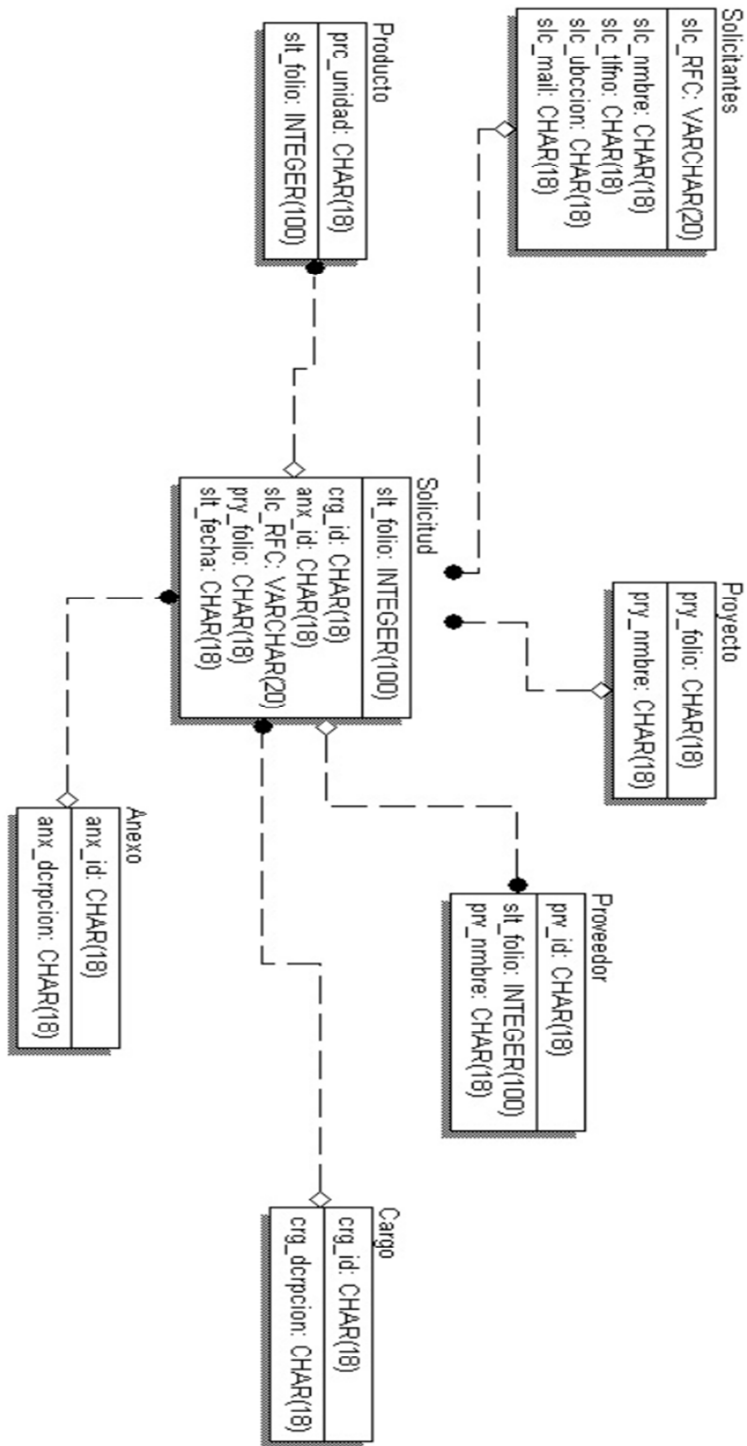 Solicitantes
slc_RFC: VARCHAR(20)
slc_nmbre: CHAR(18)
slc_tlfno: CHAR(18)
slc_ubccion: CHAR(18)
slc_mail: CHAR(18)
Proyecto
pry_folio: CHAR(18)
pry_nmbre: CHAR(18)
Proveedor
prv_id: CHAR(18)
slt_folio: INTEGER(100)
prv_nmbre: CHAR(18)
Producto
prc_unidad: CHAR(18)
slt_folio: INTEGER(100)
Solicitud
slt_folio: INTEGER(100)
crg_id: CHAR(18)
anx_id: CHAR(18)
slc_RFC: VARCHAR(20)
pry_folio: CHAR(18)
slt_fecha: CHAR(18)
Cargo
crg_id: CHAR(18)
crg_dcrpcion: CHAR(18)
Anexo
anx_id: CHAR(18)
anx_dcrpcion: CHAR(18)